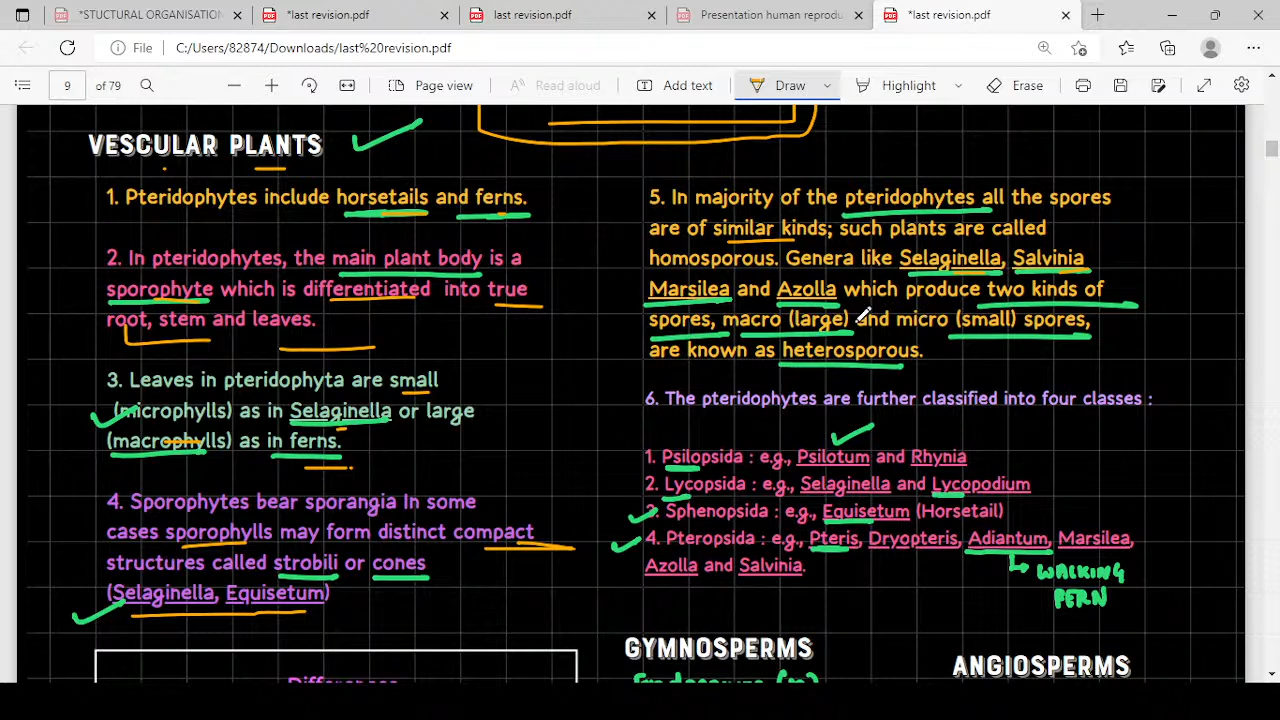 *STUCTURAL ORGANISATION
*last revision.pdf
last revision.pdf
Presentation human reprodu
*last revision.pdf
File
C:/Users/82874/Downloads/last%20revision.pdf
9 of 79
Page view
Read aloud
Add text
Draw
Highlight
Erase
VESCULAR PLANTS
1. Pteridophytes include horsetails and ferns.
2. In pteridophytes, the main plant body is a
sporophyte which is differentiated into true
root, stem and leaves.
3. Leaves in pteridophyta are small
(microphylls) as in Selaginella or large
(macrophylls) as in ferns.
4. Sporophytes bear sporangia In some
cases sporophylls may form distinct compact
structures called strobili or cones
(Selaginella, Equisetum)
Differences
5. In majority of the pteridophytes all the spores
are of similar kinds; such plants are called
homosporous. Genera like Selaginella, Salvinia
Marsilea and Azolla which produce two kinds of
spores, macro (large) and micro (small) spores,
are known as heterosporous.
6. The pteridophytes are further classified into four classes :
1. Psilopsida : e.g., Psilotum and Rhynia
2. Lycopsida : e.g., Selaginella and Lycopodium
3. Sphenopsida : e.g., Equisetum (Horsetail)
4. Pteropsida : e.g., Pteris, Dryopteris, Adiantum, Marsilea,
Azolla and Salvinia.
WALKING
FERN
GYMNOSPERMS
ANGIOSPERMS